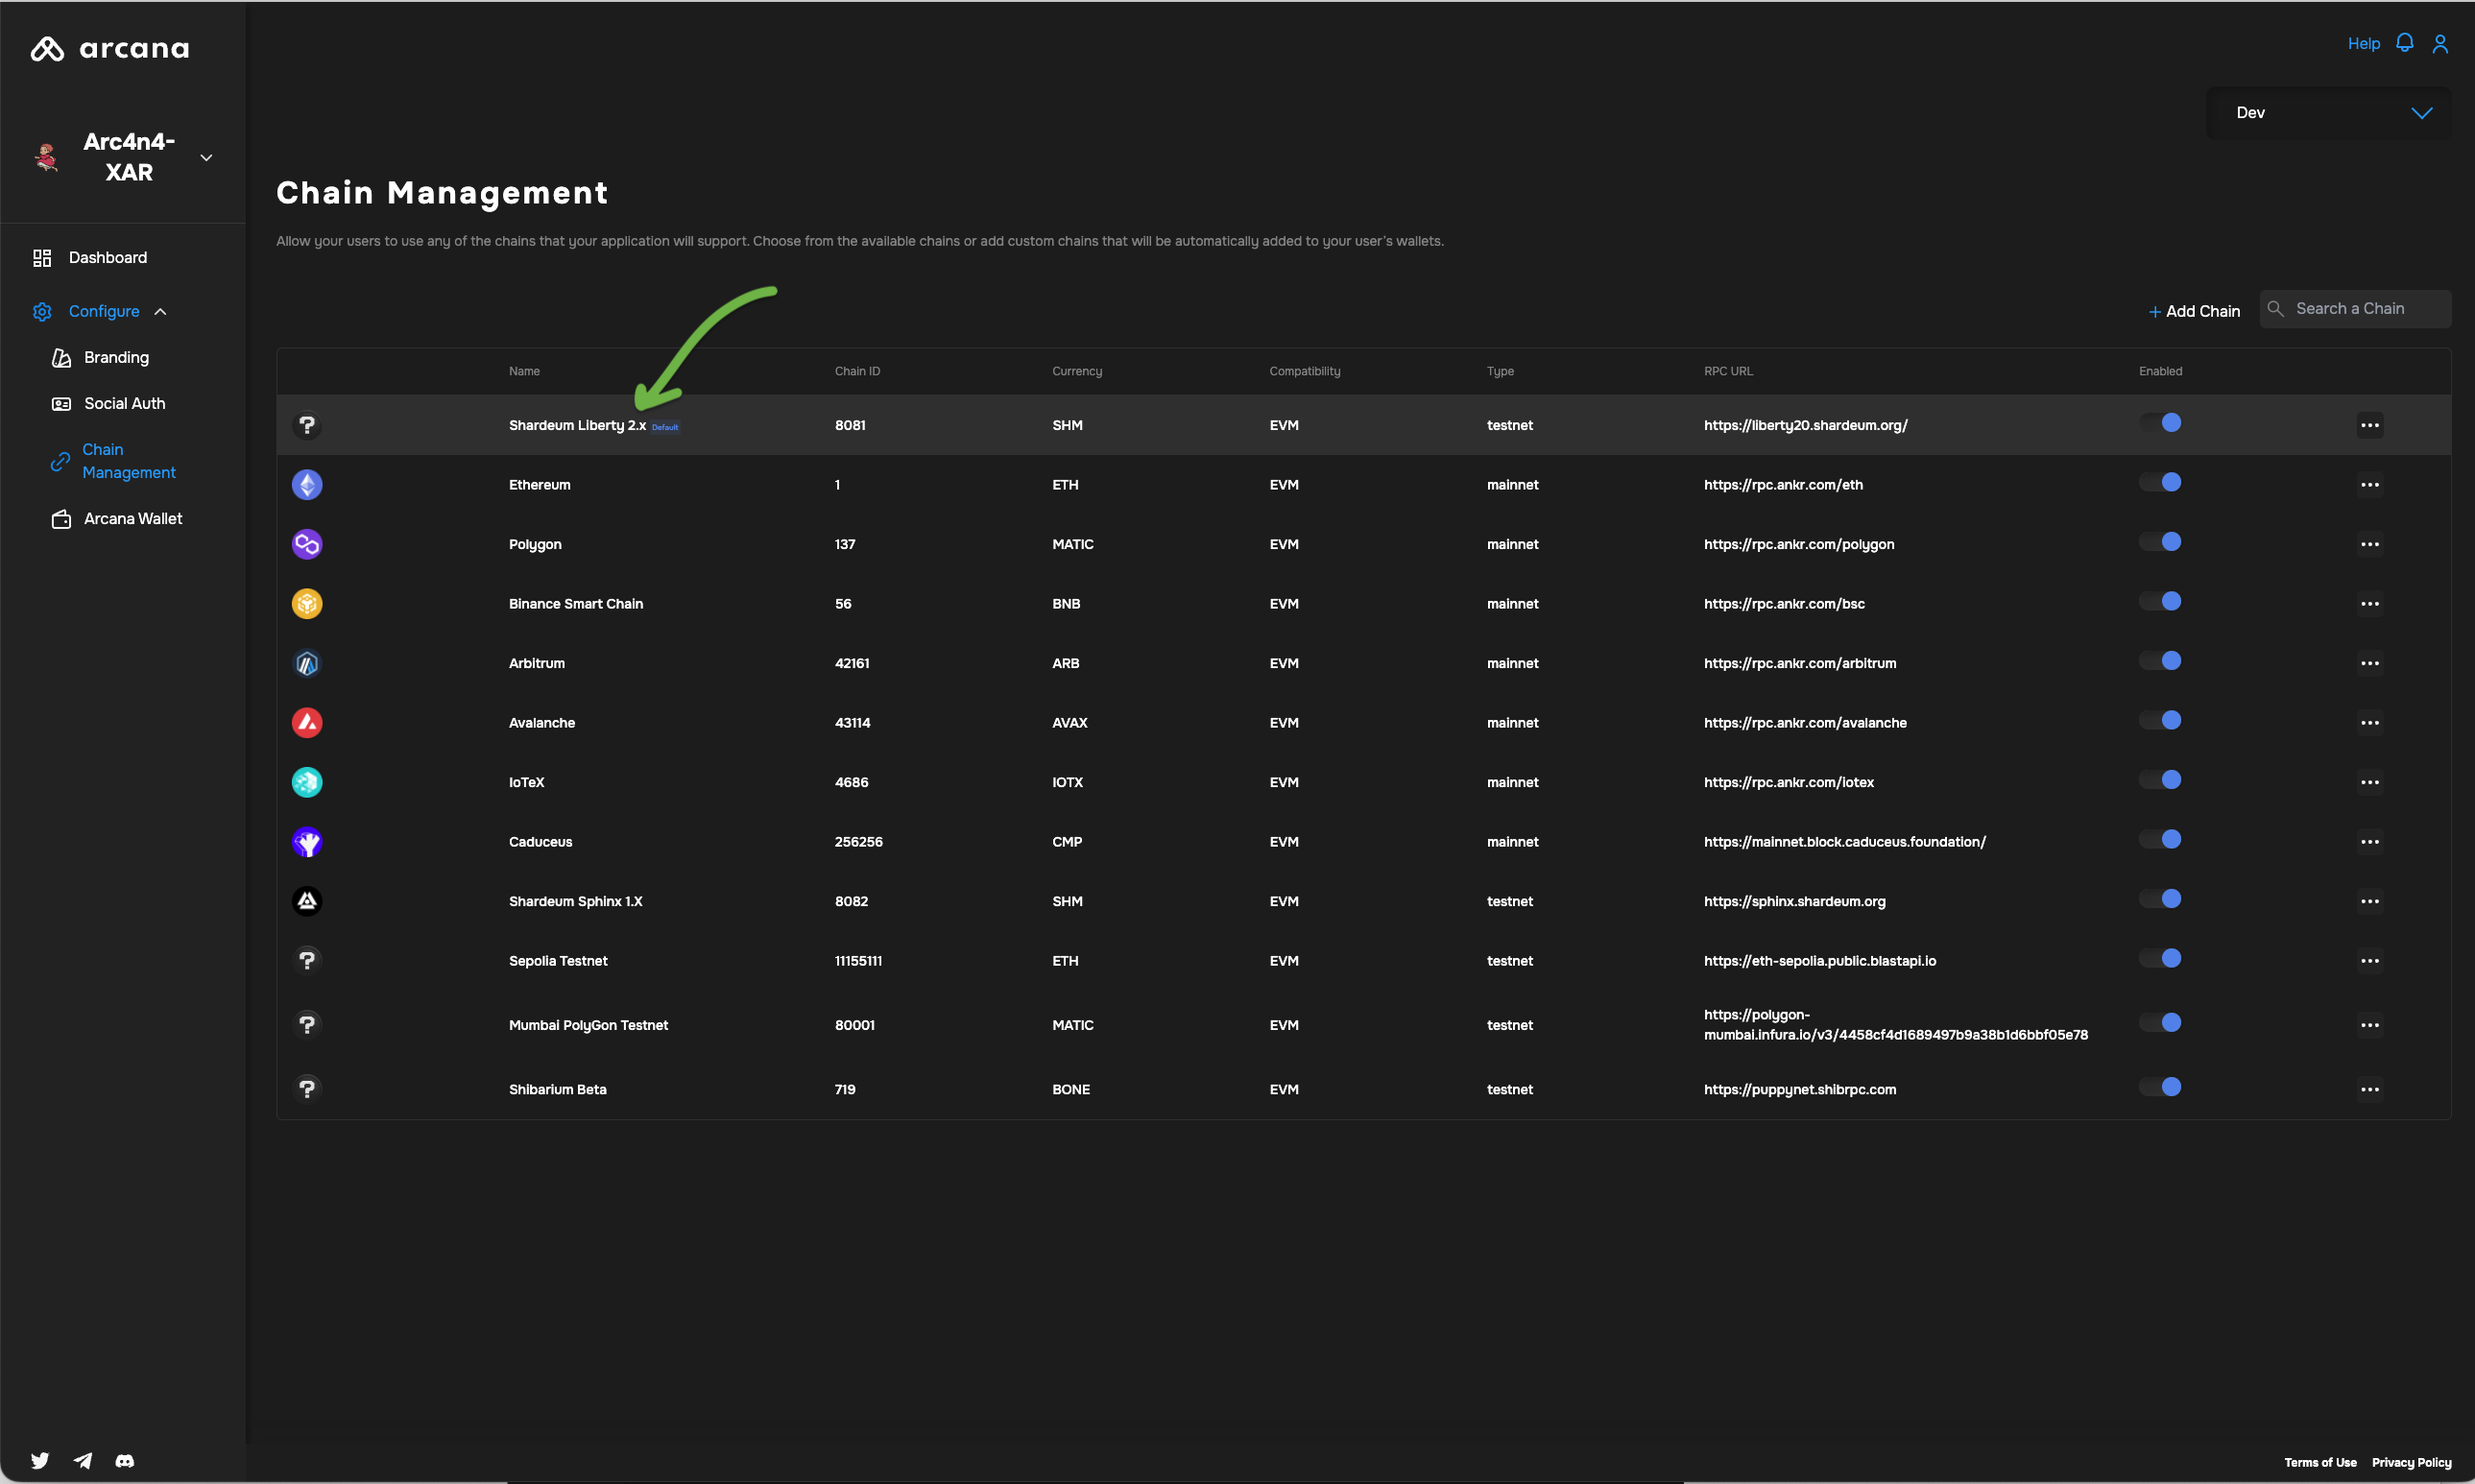 arcana
Help
Dev
Arc4n4-
XAR
Dashboard
Configure
Branding
Social Auth
Chain
Management
Arcana Wallet
Chain Management
Allow your users to use any of the chains that your application will support. Choose from the available chains or add custom chains that will be automatically added to your user's wallets.
+ Add Chain
Search a Chain
Name Chain ID Currency Compatibility Type RPC URL Enabled
Shardeum Liberty 2.x Default 8081 SHM EVM testnet https://liberty20.shardeum.org/
Ethereum 1 ETH EVM mainnet https://rpc.ankr.com/eth
Polygon 137 MATIC EVM mainnet https://rpc.ankr.com/polygon
Binance Smart Chain 56 BNB EVM mainnet https://rpc.ankr.com/bsc
Arbitrum 42161 ARB EVM mainnet https://rpc.ankr.com/arbitrum
Avalanche 43114 AVAX EVM mainnet https://rpc.ankr.com/avalanche
IoTeX 4686 IOTX EVM mainnet https://rpc.ankr.com/iotex
Caduceus 256256 CMP EVM mainnet https://mainnet.block.caduceus.foundation/
Shardeum Sphinx 1.X 8082 SHM EVM testnet https://sphinx.shardeum.org
Sepolia Testnet 11155111 ETH EVM testnet https://eth-sepolia.public.blastapi.io
Mumbai PolyGon Testnet 80001 MATIC EVM testnet https://polygon-
mumbai.infura.io/v3/4458cf4d1689497b9a38b1d6bbf05e78
Shibarium Beta 719 BONE EVM testnet https://puppynet.shibrpc.com
Terms of Use Privacy Policy